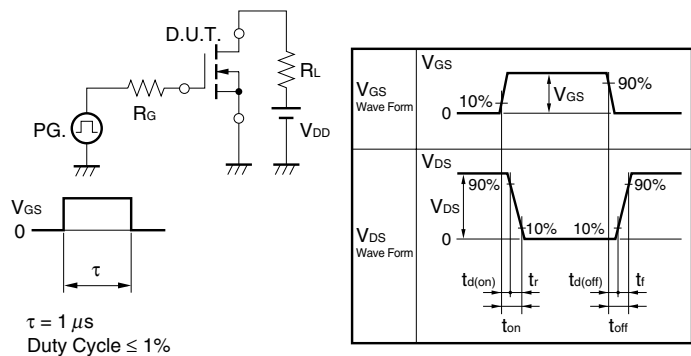 D.U.T.
RL
RG
PG.
VDD
VGS
0
τ
τ = 1 μs
Duty Cycle ≤ 1%
VGS
Wave Form
VGS
10%
0
VGS
90%
VDS
Wave Form
VDS
90%
VDS
0
10%
10%
90%
td(on)
tr
td(off)
tf
ton
toff